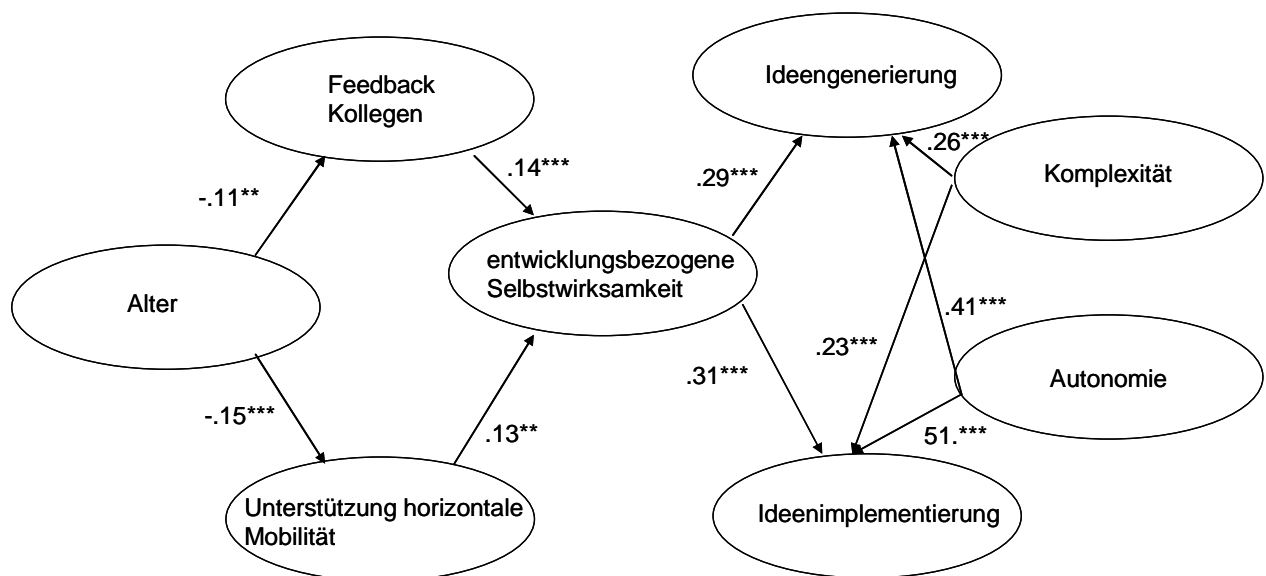 Feedback
Kollegen
Ideengenerierung
.26***
Komplexität
-.11**
.14***
.29***
entwicklungsbezogene
Selbstwirksamkeit
Alter
.41***
.23***
.31***
Autonomie
-.15***
.13**
51.***
Unterstützung horizontale
Mobilität
Ideenimplementierung